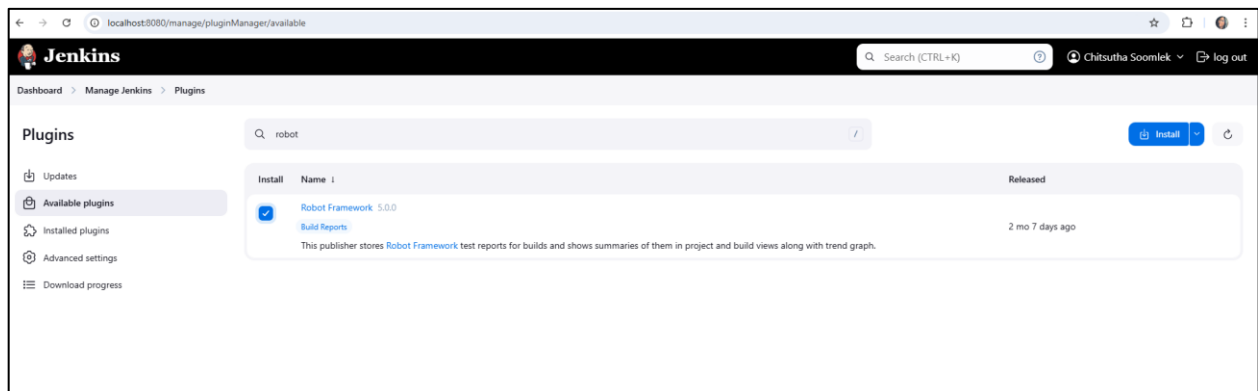 localhost:8080/manage/pluginManager/available
Jenkins
Search (CTRL+K)
Chitsutha Soomlek
log out
Dashboard > Manage Jenkins > Plugins
Plugins
robot
/
Install
Updates
Available plugins
Installed plugins
Advanced settings
Download progress
Install Name ↓ Released
Robot Framework 5.0.0
Build Reports
This publisher stores Robot Framework test reports for builds and shows summaries of them in project and build views along with trend graph.
2 mo 7 days ago